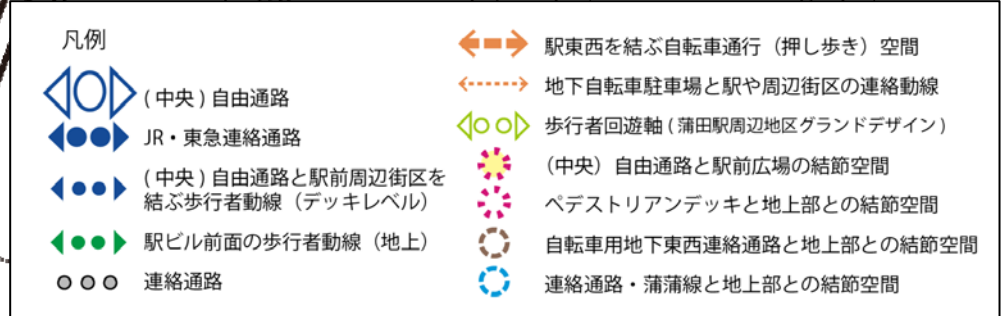 凡例
(中央)自由通路
JR・東急連絡通路
(中央)自由通路と駅前周辺街区を
結ぶ歩行者動線（デッキレベル）
駅ビル前面の歩行者動線（地上）
連絡通路
駅東西を結ぶ自転車通行（押し歩き）空間
地下自転車駐車場と駅や周辺街区の連絡動線
歩行者回遊軸(蒲田駅周辺地区グランドデザイン)
（中央）自由通路と駅前広場の結節空間
ペデストリアンデッキと地上部との結節空間
自転車用地下東西連絡通路と地上部との結節空間
連絡通路・蒲蒲線と地上部との結節空間